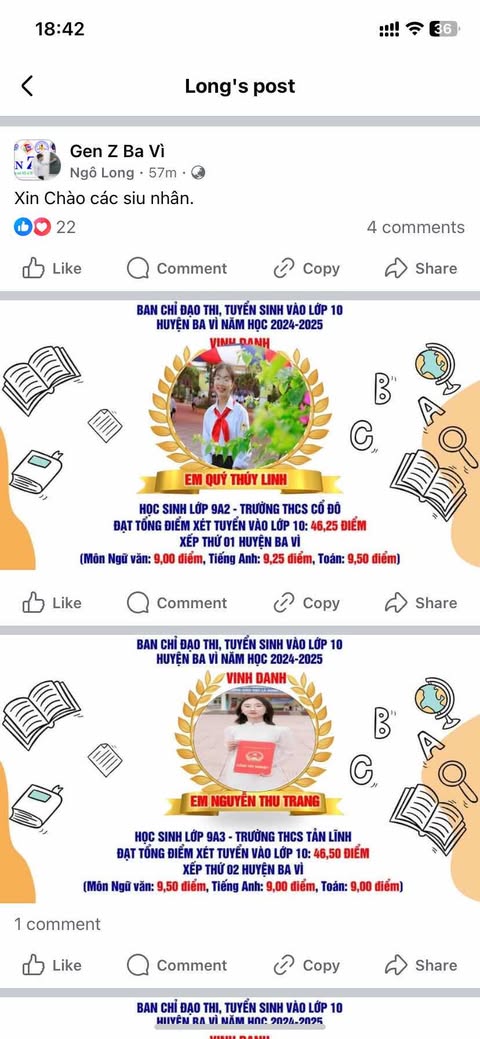 18:42
36
Long's post
Gen Z Ba Vì
Ngô Long · 57m ·
Xin Chào các siu nhân.
22
4 comments
Like Comment Copy Share
BAN CHỈ ĐẠO THI, TUYỂN SINH VÀO LỚP 10
HUYỆN BA VÌ NĂM HỌC 2024-2025
VINH DANH
B
A
C
EM QUÝ THÚY LINH
HỌC SINH LỚP 9A2 - TRƯỜNG THCS CỔ ĐÔ
ĐẠT TỔNG ĐIỂM XÉT TUYỂN VÀO LỚP 10: 46,25 ĐIỂM
XẾP THỨ 01 HUYỆN BA VÌ
(Môn Ngữ văn: 9,00 điểm, Tiếng Anh: 9,25 điểm, Toán: 9,50 điểm)
Like Comment Copy Share
BAN CHỈ ĐẠO THI, TUYỂN SINH VÀO LỚP 10
HUYỆN BA VÌ NĂM HỌC 2024-2025
VINH DANH
B
A
C
EM NGUYỄN THU TRANG
HỌC SINH LỚP 9A3 - TRƯỜNG THCS TẢN LĨNH
ĐẠT TỔNG ĐIỂM XÉT TUYỂN VÀO LỚP 10: 46,50 ĐIỂM
XẾP THỨ 02 HUYỆN BA VÌ
(Môn Ngữ văn: 9,50 điểm, Tiếng Anh: 9,00 điểm, Toán: 9,00 điểm)
1 comment
Like Comment Copy Share
BAN CHỈ ĐẠO THI, TUYỂN SINH VÀO LỚP 10
HUYỆN BA VÌ NĂM HỌC 2024-2025